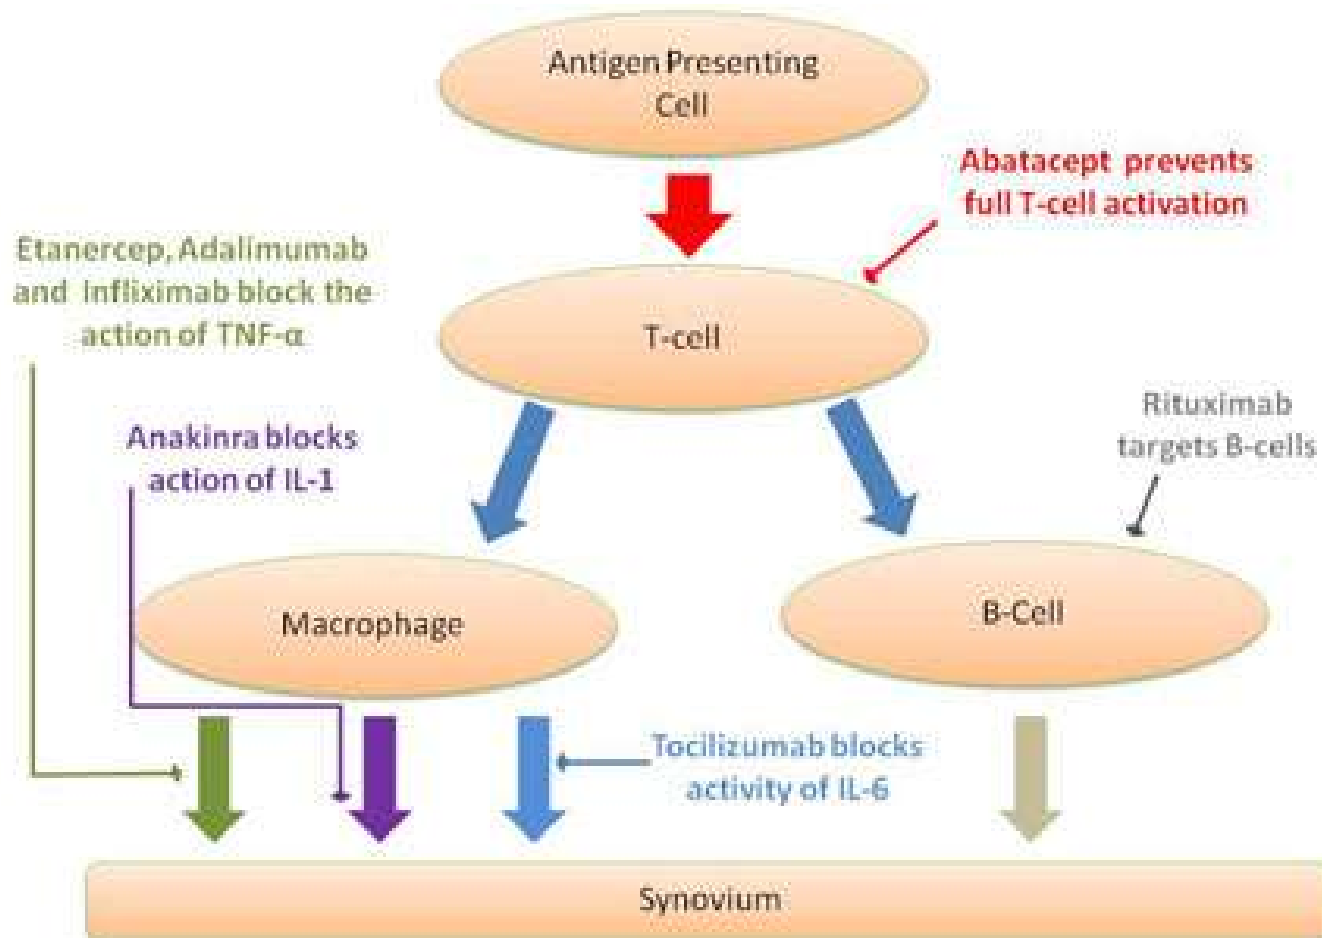 Antigen Presenting
Cell
Abatacept prevents
full T-cell activation
Etanercep, Adalimumab
and Infliximab block the
action of TNF-α
T-cell
Rituximab
targets B-cells
Anakinra blocks
action of IL-1
Macrophage
B-Cell
Tocilizumab blocks
activity of IL-6
Synovium